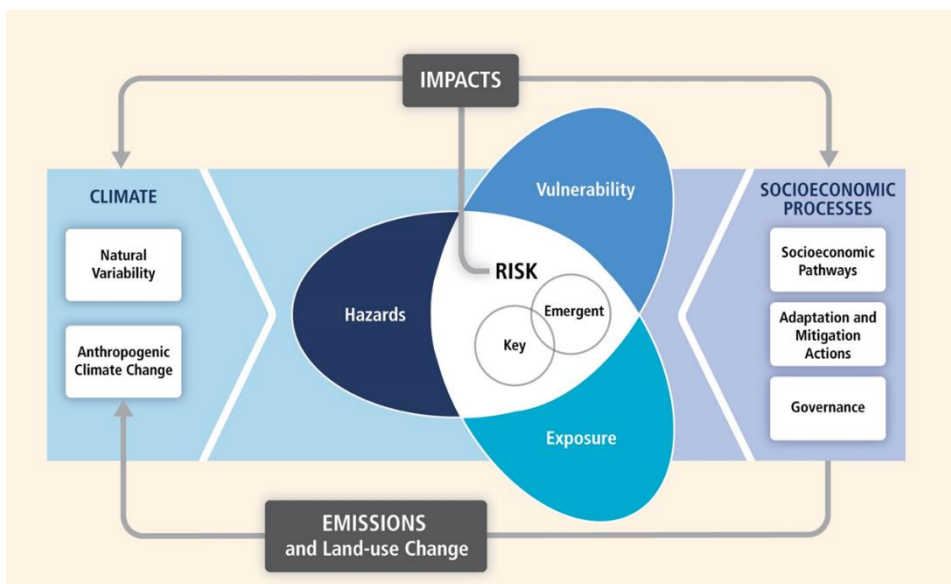 IMPACTS
CLIMATE
Natural
Variability
Anthropogenic
Climate Change
Vulnerability
Hazards
RISK
Emergent
Key
Exposure
SOCIOECONOMIC
PROCESSES
Socioeconomic
Pathways
Adaptation and
Mitigation
Actions
Governance
EMISSIONS
and Land-use Change